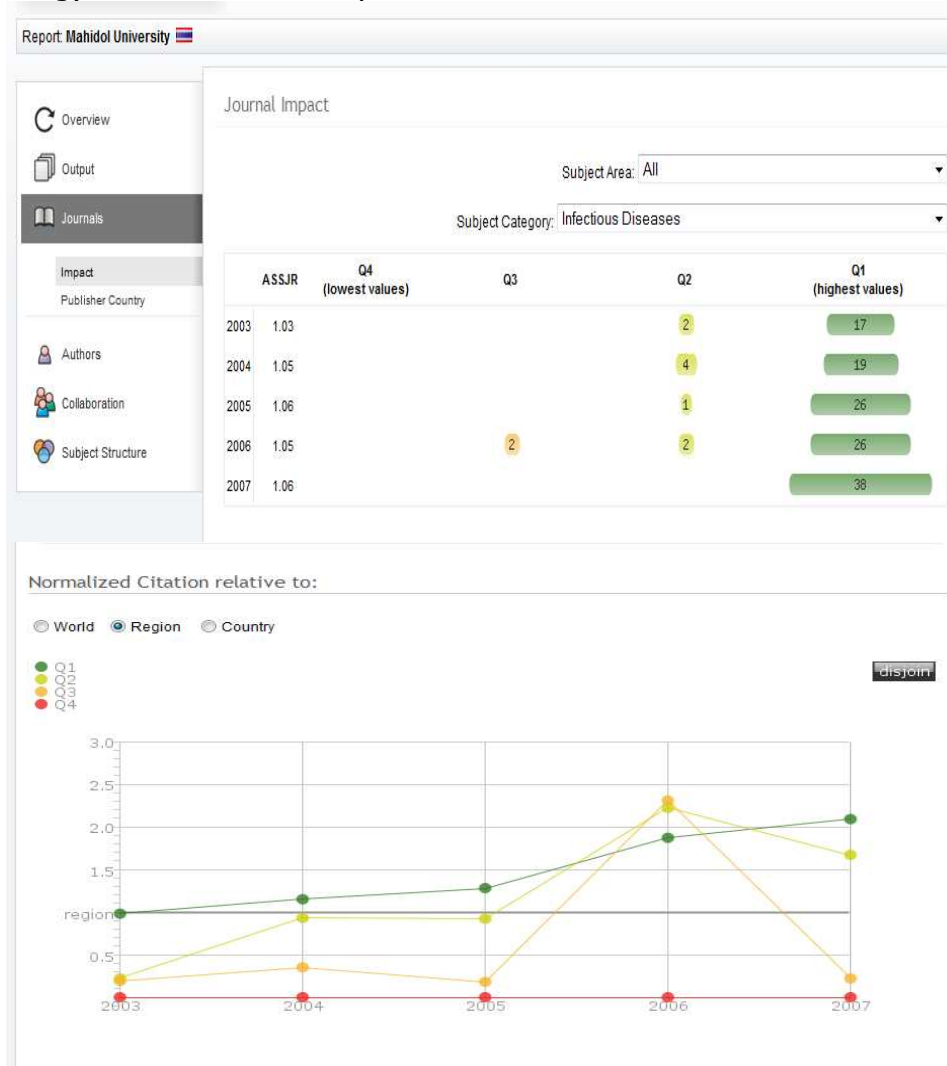 Report: Mahidol University
Overview
Output
Journals
Impact
Publisher Country
Authors
Collaboration
Subject Structure
Journal Impact
Subject Area: All
Subject Category: Infectious Diseases
ASSJR Q4 (lowest values) Q3 Q2 Q1 (highest values)
2003 1.03 2 17
2004 1.05 4 19
2005 1.06 1 26
2006 1.05 2 2 26
2007 1.06 38
Normalized Citation relative to:
World Region Country
Q1
Q2
Q3
Q4
disjoin
3.0
2.5
2.0
1.5
region
0.5
2003 2004 2005 2006 2007